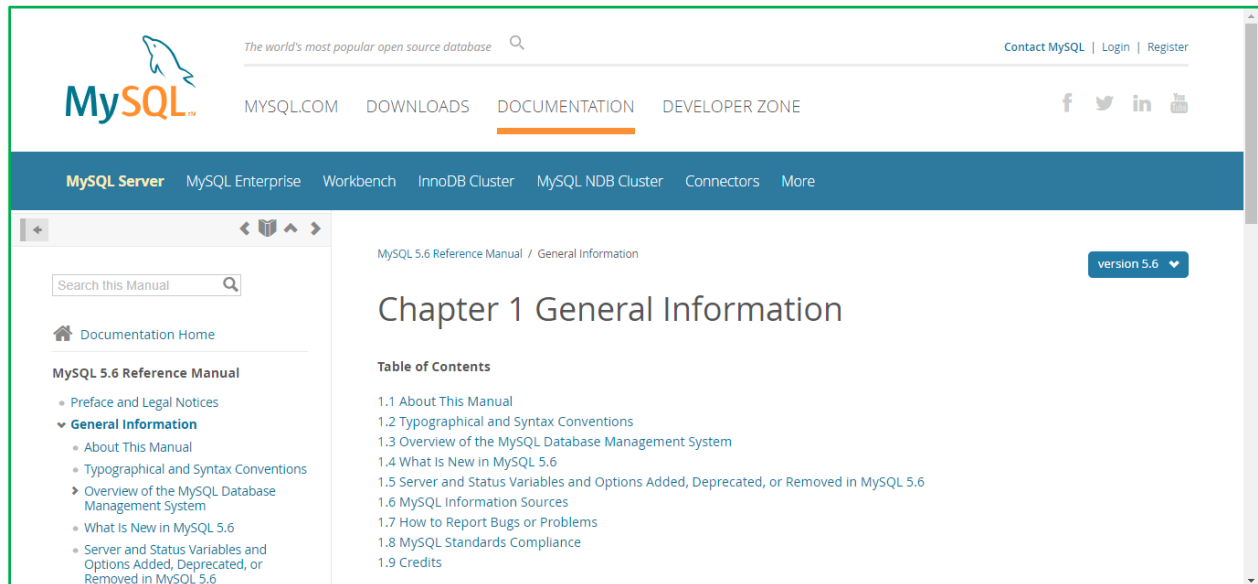 The world's most popular open source database
Contact MySQL | Login | Register
MySQL™
MYSQL.COM DOWNLOADS DOCUMENTATION DEVELOPER ZONE
f in You Tube
MySQL Server MySQL Enterprise Workbench InnoDB Cluster MySQL NDB Cluster Connectors More
Search this Manual
Documentation Home
MySQL 5.6 Reference Manual
Preface and Legal Notices
General Information
About This Manual
Typographical and Syntax Conventions
Overview of the MySQL Database
Management System
What Is New in MySQL 5.6
Server and Status Variables and
Options Added, Deprecated, or
Removed in MySQL 5.6
MySQL 5.6 Reference Manual / General Information
version 5.6
Chapter 1 General Information
Table of Contents
1.1 About This Manual
1.2 Typographical and Syntax Conventions
1.3 Overview of the MySQL Database Management System
1.4 What Is New in MySQL 5.6
1.5 Server and Status Variables and Options Added, Deprecated, or Removed in MySQL 5.6
1.6 MySQL Information Sources
1.7 How to Report Bugs or Problems
1.8 MySQL Standards Compliance
1.9 Credits